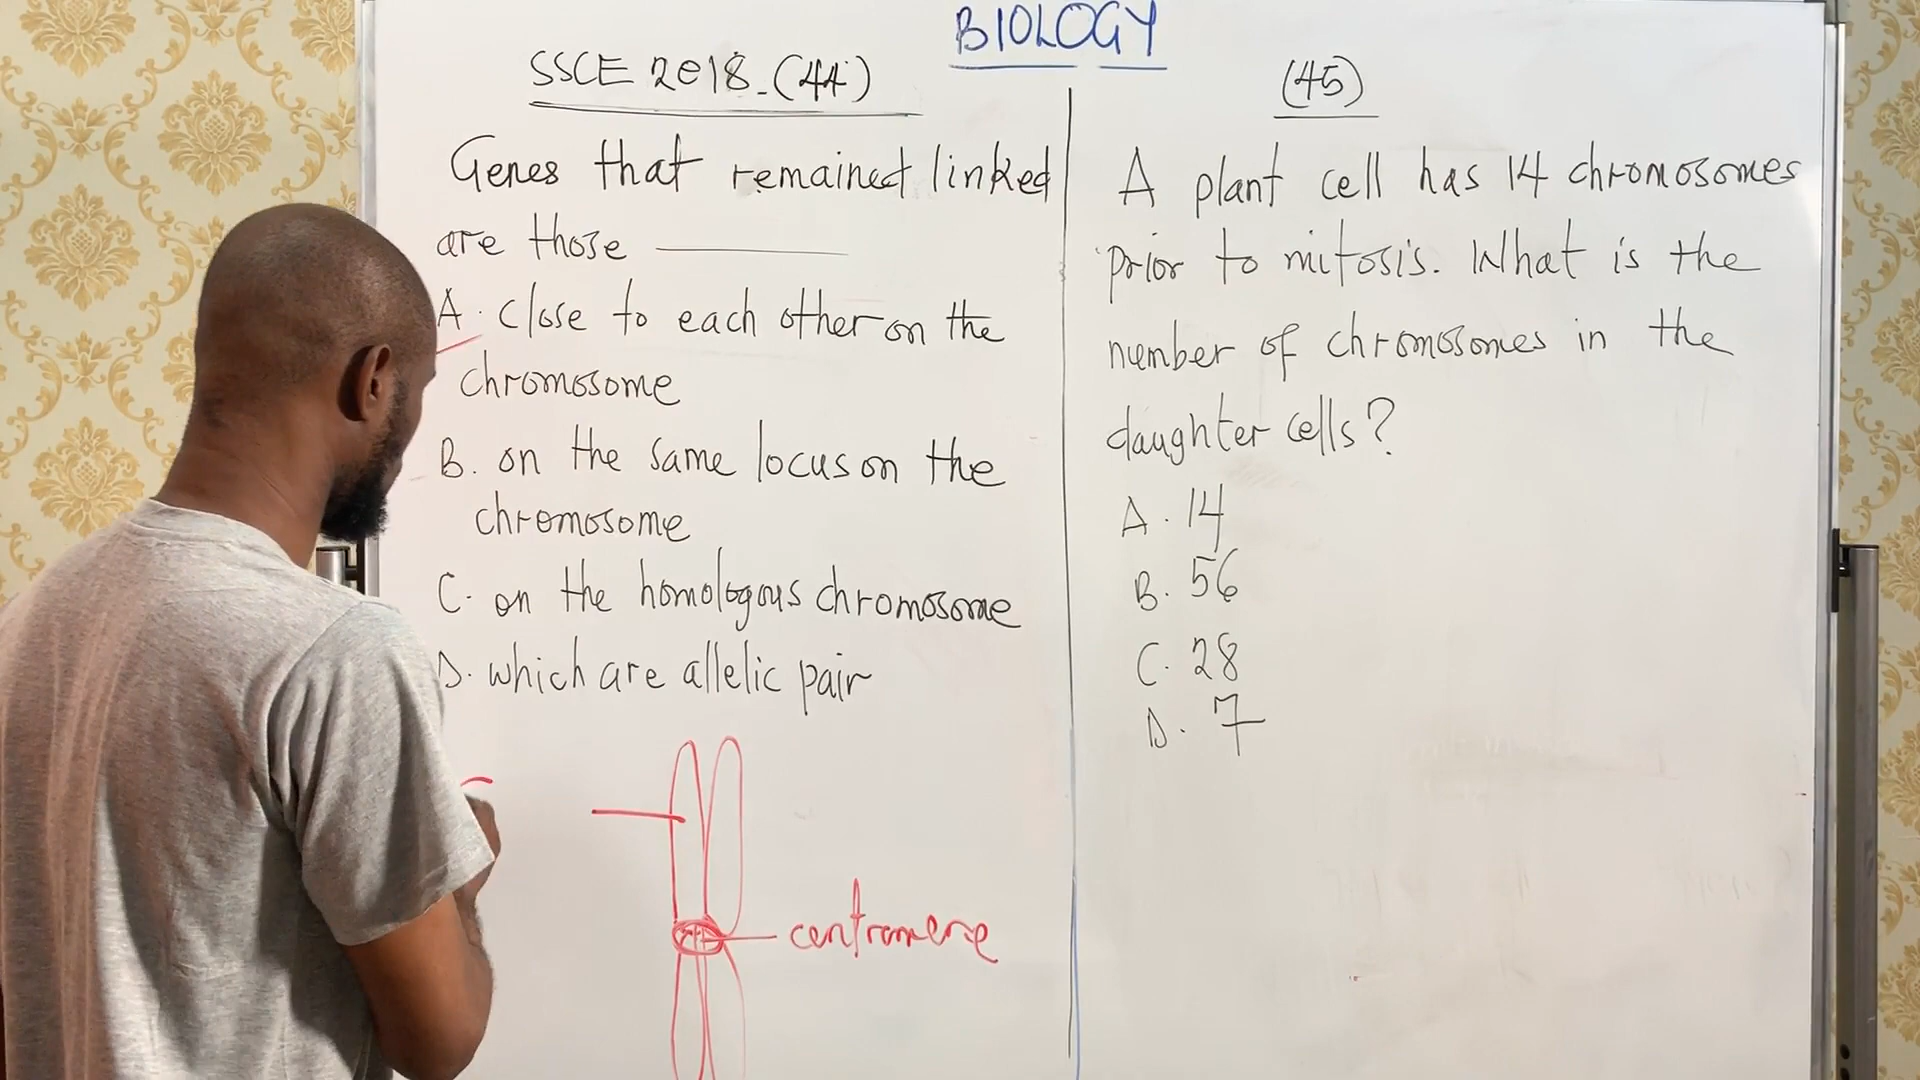 BIOLOGY
SSCE 2018 - (44)
Genes that remained linked
are those
A. close to each other on the
chromosome
B. on the same locus on the
chromosome
C. on the homologous chromosome
D. which are allelic pair
centromere
(45)
A plant cell has 14 chromosomes
prior to mitosis. What is the
number of chromosomes in the
daughter cells?
A. 14
B. 56
C. 28
D. 7